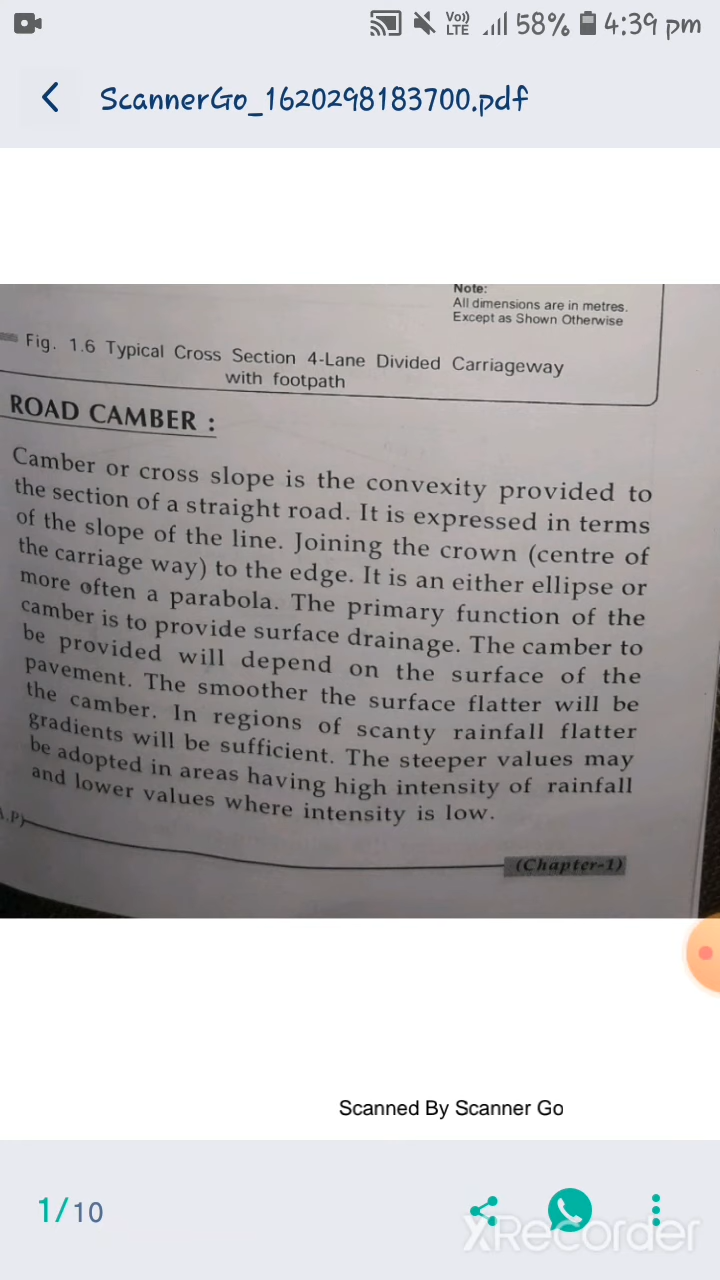 Vo))
LTE
58%
4:39 pm
ScannerGo_1620298183700.pdf
Note:
All dimensions are in metres.
Except as Shown Otherwise
Fig. 1.6 Typical Cross Section 4-Lane Divided Carriageway
with footpath
ROAD CAMBER :
Camber or cross slope is the convexity provided to
the section of a straight road. It is expressed in terms
of the slope of the line. Joining the crown (centre of
the carriage way) to the edge. It is an either ellipse or
more often a parabola. The primary function of the
camber is to provide surface drainage. The camber to
be provided will depend on the surface of the
pavement. The smoother the surface flatter will be
the camber. In regions of scanty rainfall flatter
gradients will be sufficient. The steeper values may
be adopted in areas having high intensity of rainfall
and lower values where intensity is low.
.P)
(Chapter-1)
Scanned By Scanner Go
1/10
XRecorder